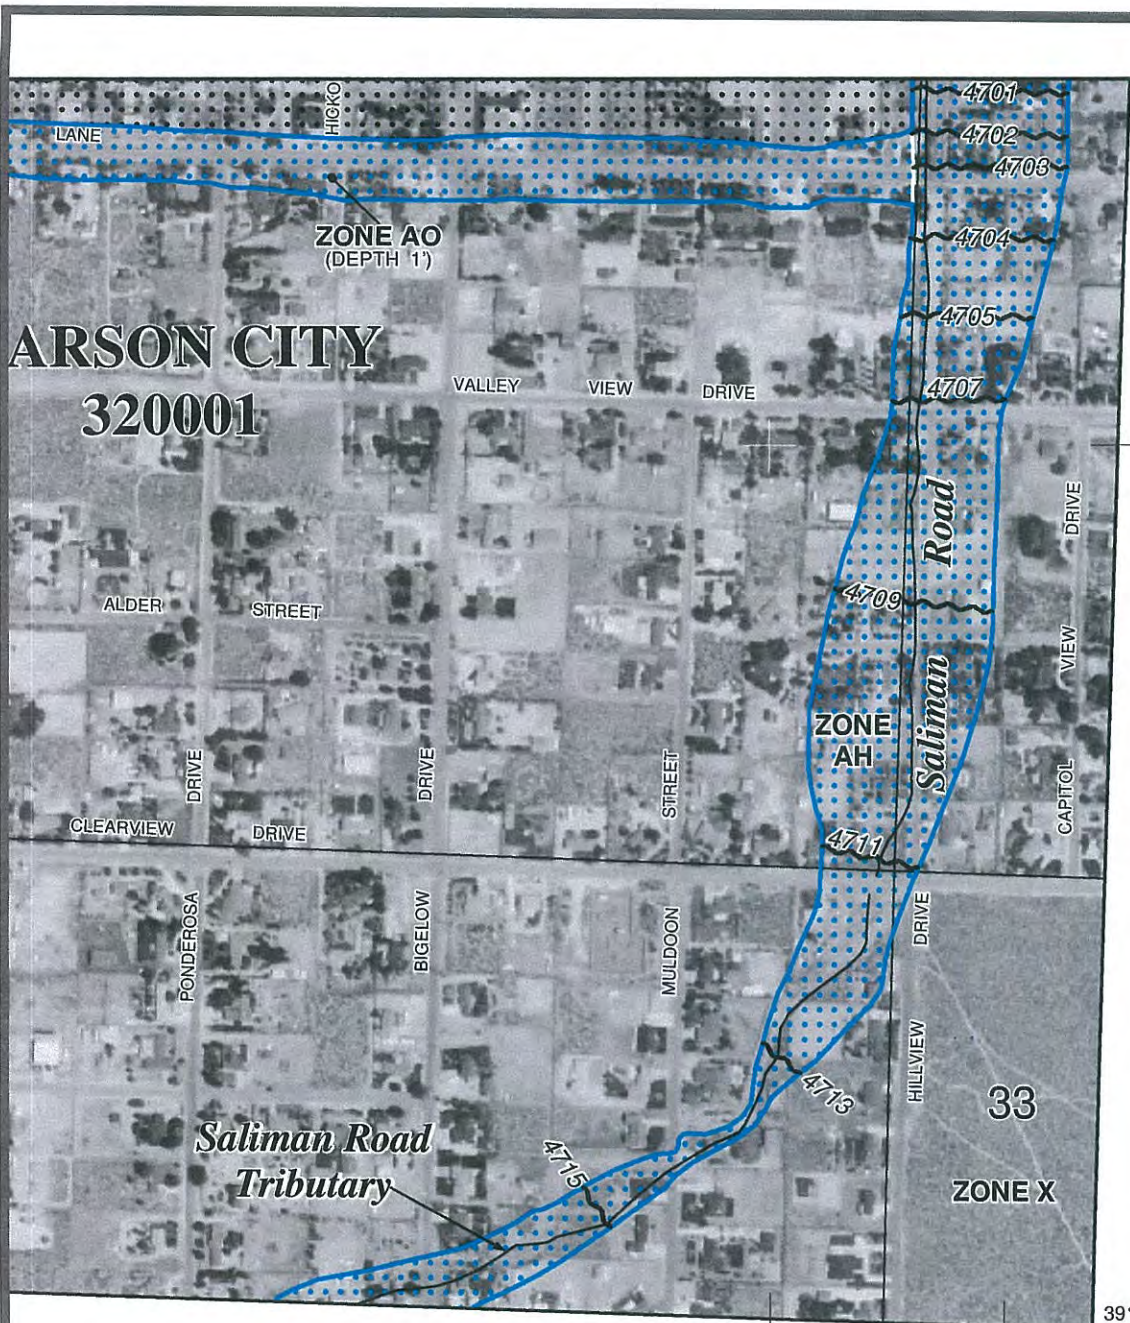 4701
HICKO
LANE
4702
4703
ZONE AO
(DEPTH 1')
4704
4705
ARSON CITY
320001
VALLEY VIEW DRIVE
4707
Road
DRIVE
ALDER STREET
4709
VIEW
ZONE
AH
Saliman
DRIVE
DRIVE
STREET
CAPITOL
CLEARVIEW DRIVE
4711
PONDEROSA
BIGELOW
MULDOON
DRIVE
HILLVIEW
4713
33
Saliman Road
Tributary
4715
ZONE X
39°